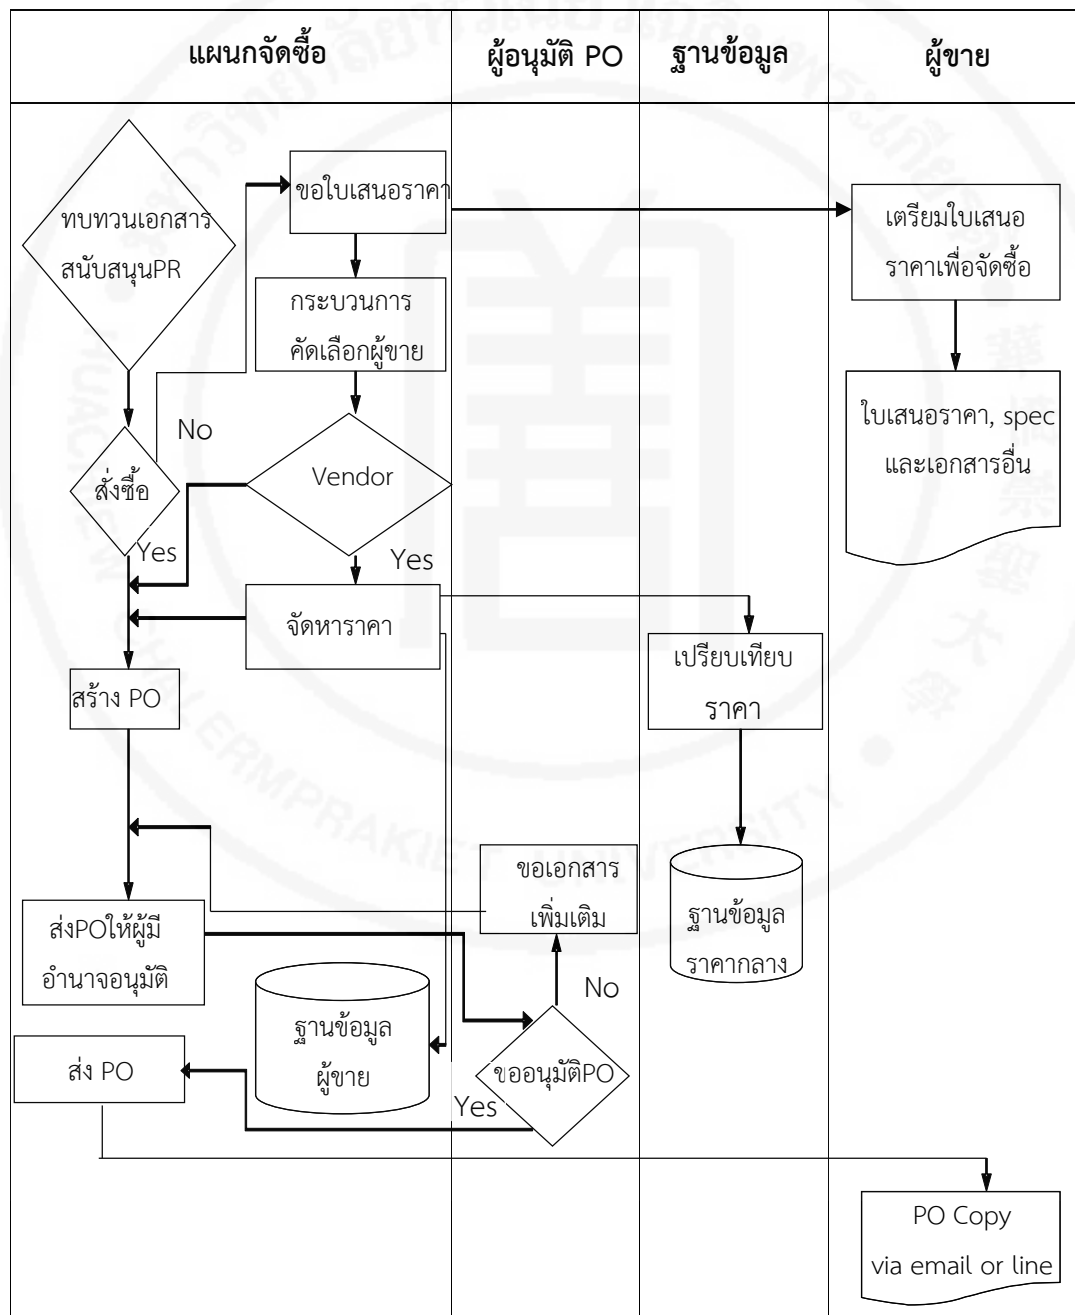 แผนกจัดซื้อ
ผู้อนุมัติ PO
ฐานข้อมูล
ผู้ขาย
ทบทวนเอกสาร
สนับสนุนPR
ขอใบเสนอราคา
เตรียมใบเสนอ
ราคาเพื่อจัดซื้อ
กระบวนการ
คัดเลือกผู้ขาย
ใบเสนอราคา, spec
และเอกสารอื่น
No
สั่งซื้อ
Vendor
Yes
Yes
จัดหาราคา
เปรียบเทียบ
ราคา
สร้าง PO
ขอเอกสาร
เพิ่มเติม
ส่งPOให้ผู้มี
อำนาจอนุมัติ
ฐานข้อมูล
ราคากลาง
No
ฐานข้อมูล
ผู้ขาย
ส่ง PO
ขออนุมัติPO
Yes
PO Copy
via email or line
HUACHIEW CHALERMPRAKIET UNIVERSITY